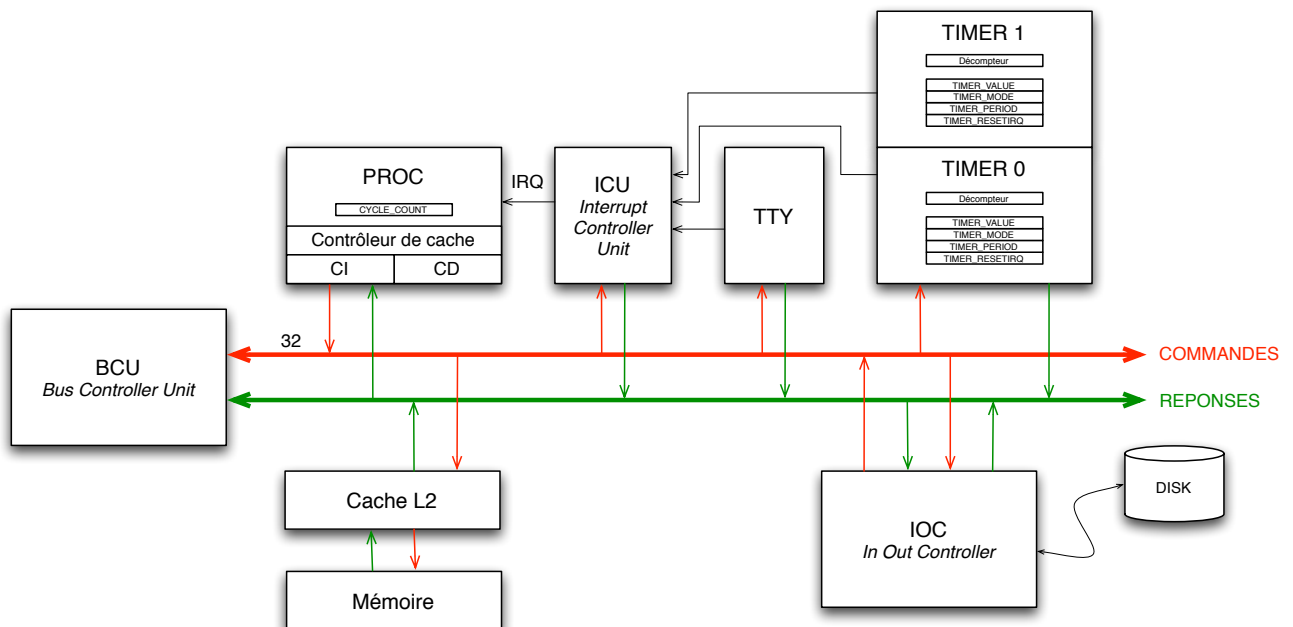 TIMER 1
Décompteur
TIMER_VALUE
TIMER_MODE
TIMER_PERIOD
TIMER_RESETIRQ
PROC
CYCLE_COUNT
Contrôleur de cache
CI
CD
IRQ
ICU
Interrupt
Controller
Unit
TTY
TIMER 0
Décompteur
TIMER_VALUE
TIMER_MODE
TIMER_PERIOD
TIMER_RESETIRQ
BCU
Bus Controller Unit
32
COMMANDES
REPONSES
Cache L2
Mémoire
IOC
In Out Controller
DISK